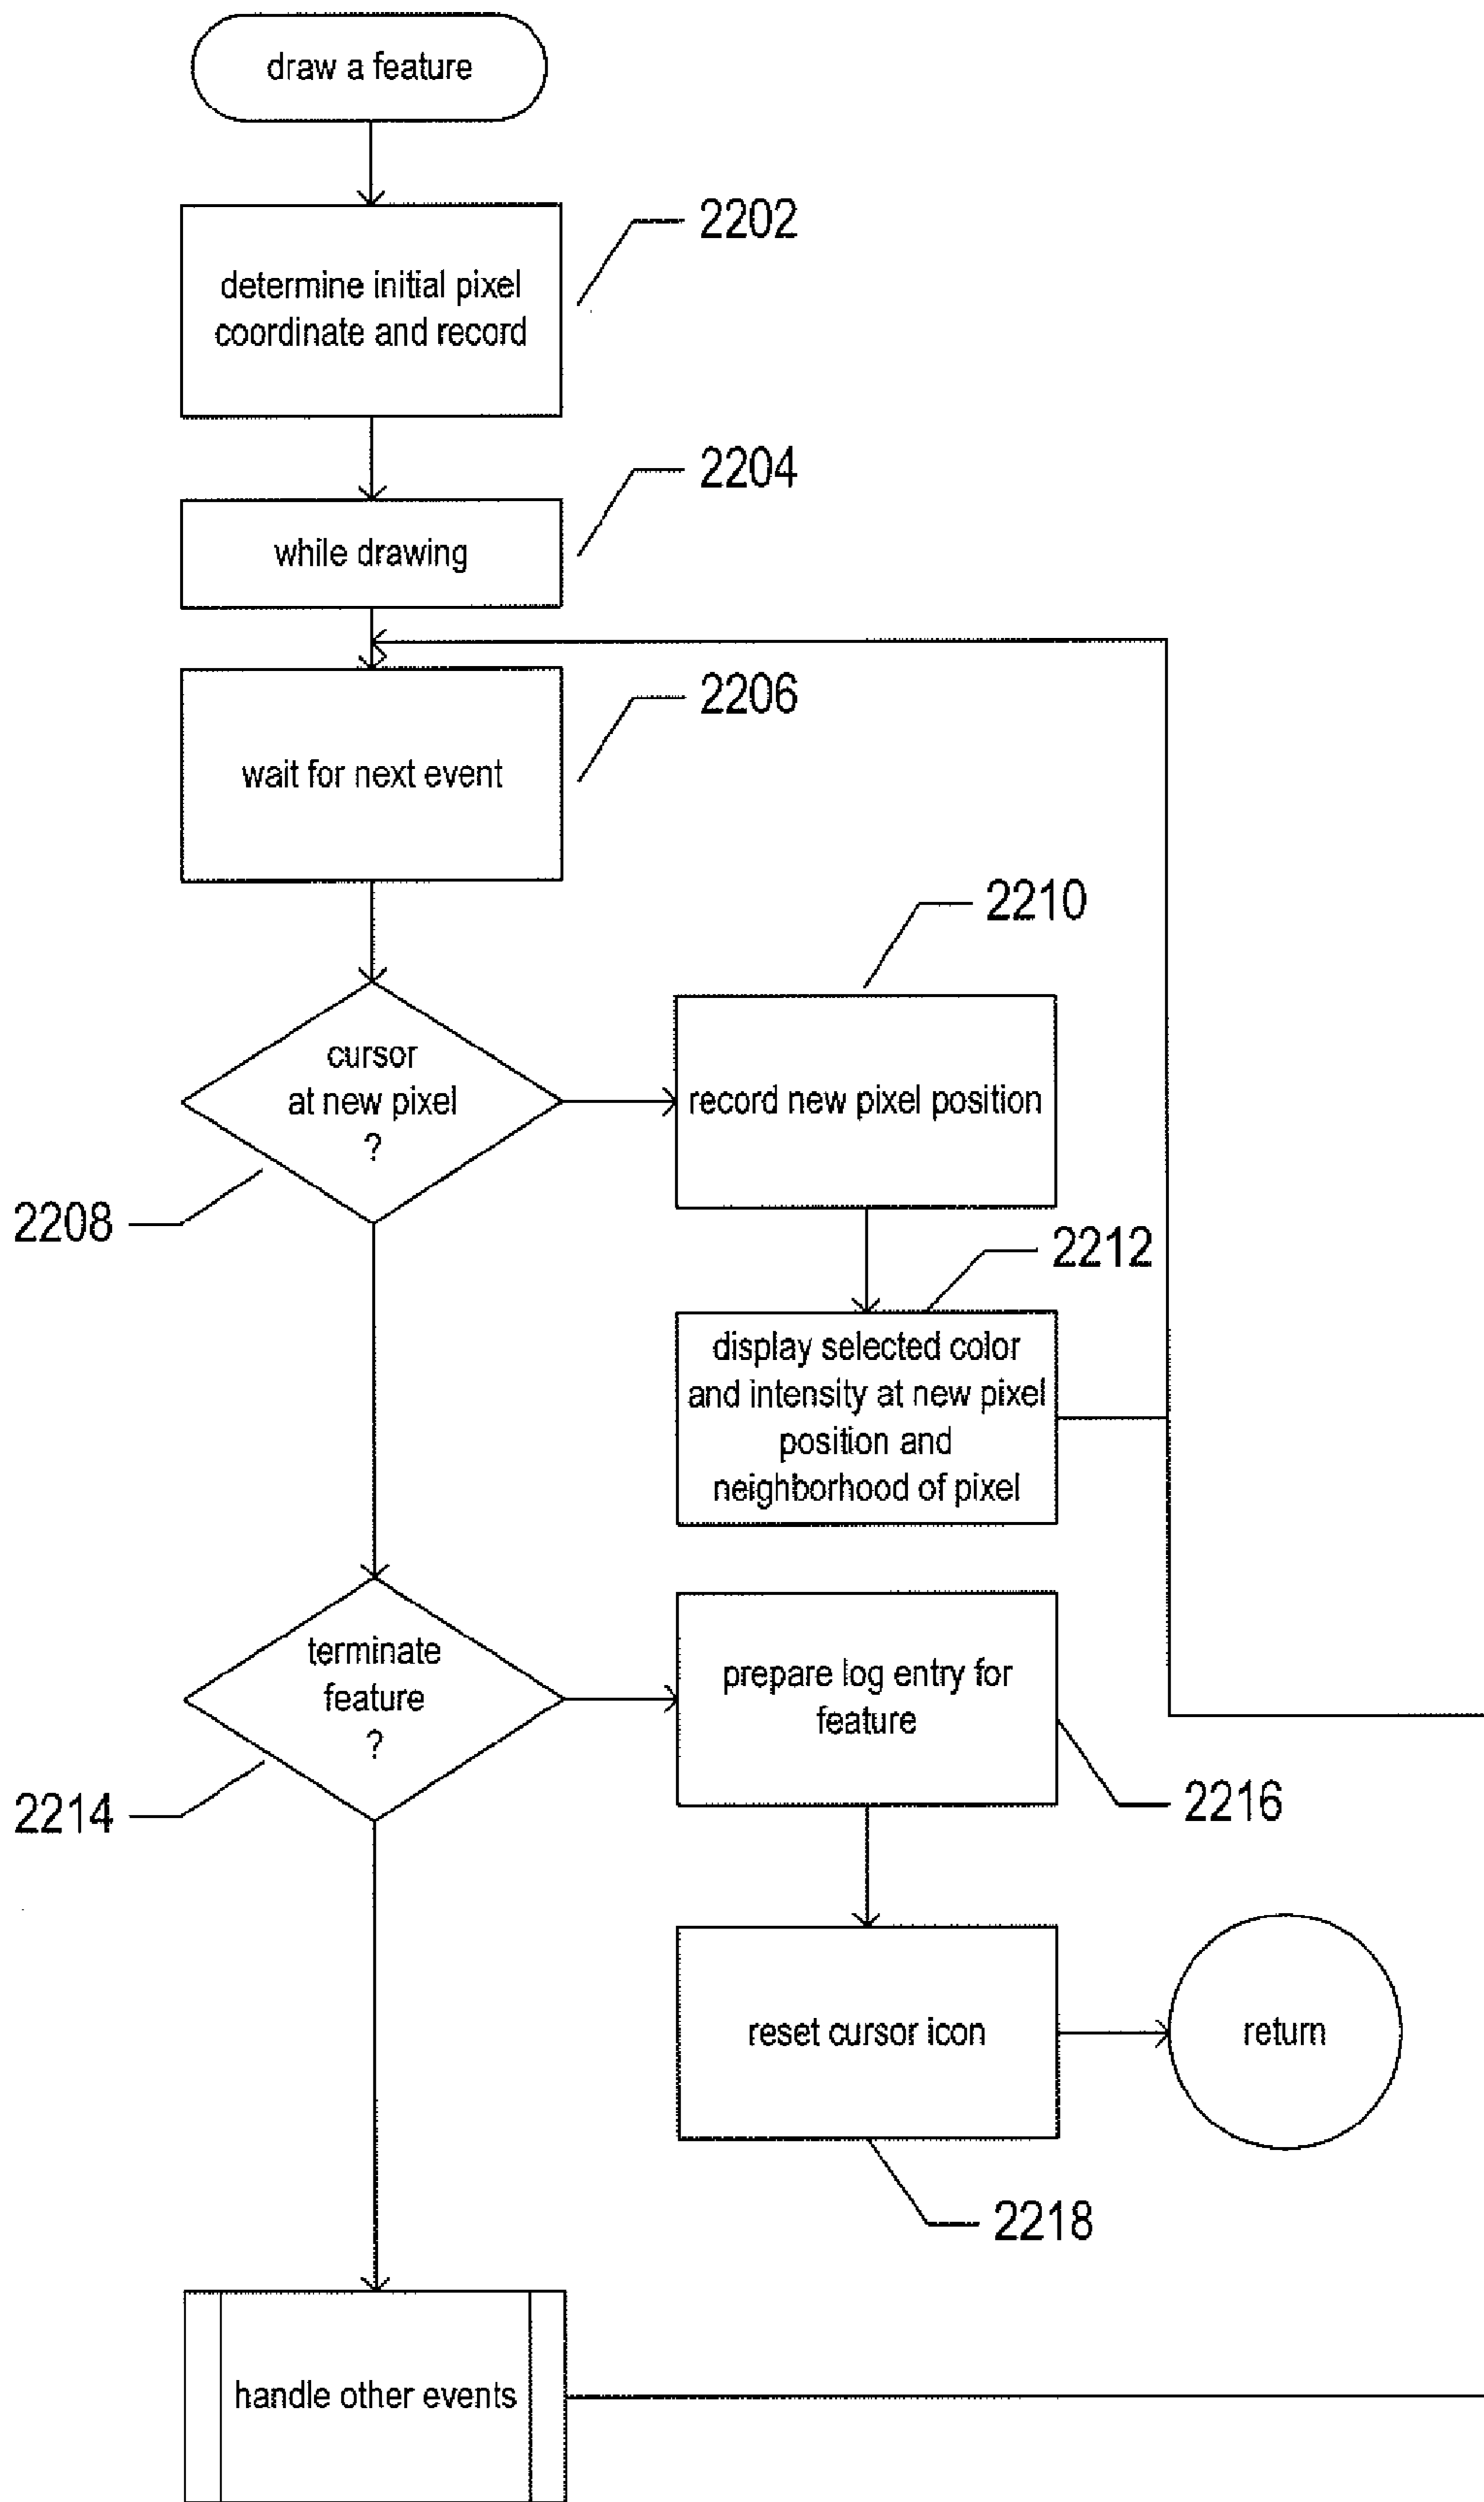 draw a feature
2202
determine initial pixel
coordinate and record
2204
while drawing
2206
wait for next event
2210
cursor
at new pixel
?
record new pixel position
2208
2212
display selected color
and intensity at new pixel
position and
neighborhood of pixel
terminate
feature
?
prepare log entry for
feature
2214
2216
reset cursor icon
return
2218
handle other events